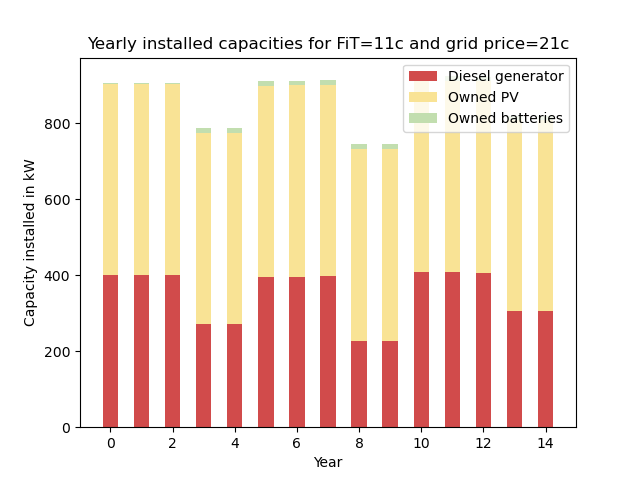 Yearly installed capacities for FiT=11c and grid price=21c
Diesel generator
Owned PV
Owned batteries
Capacity installed in kW
800
600
400
200
0
0 2 4 6 8 10 12 14
Year